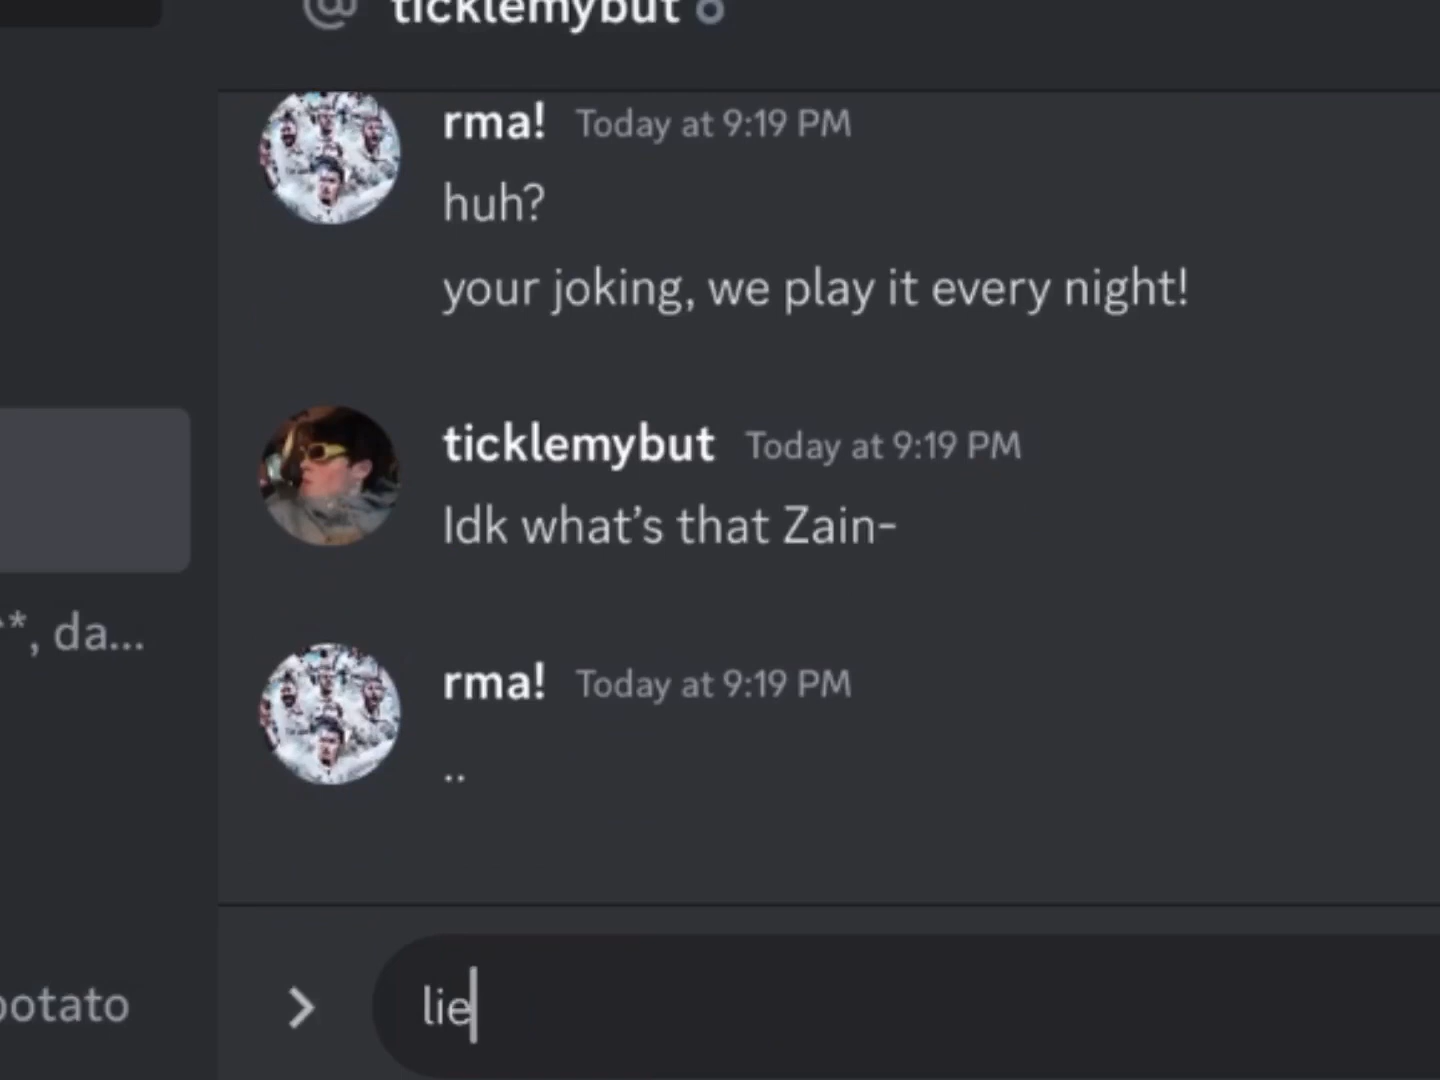 @ ticklemybut
rma! Today at 9:19 PM
huh?
your joking, we play it every night!
ticklemybut Today at 9:19 PM
Idk what's that Zain-
*, da...
rma! Today at 9:19 PM
..
potato
lie